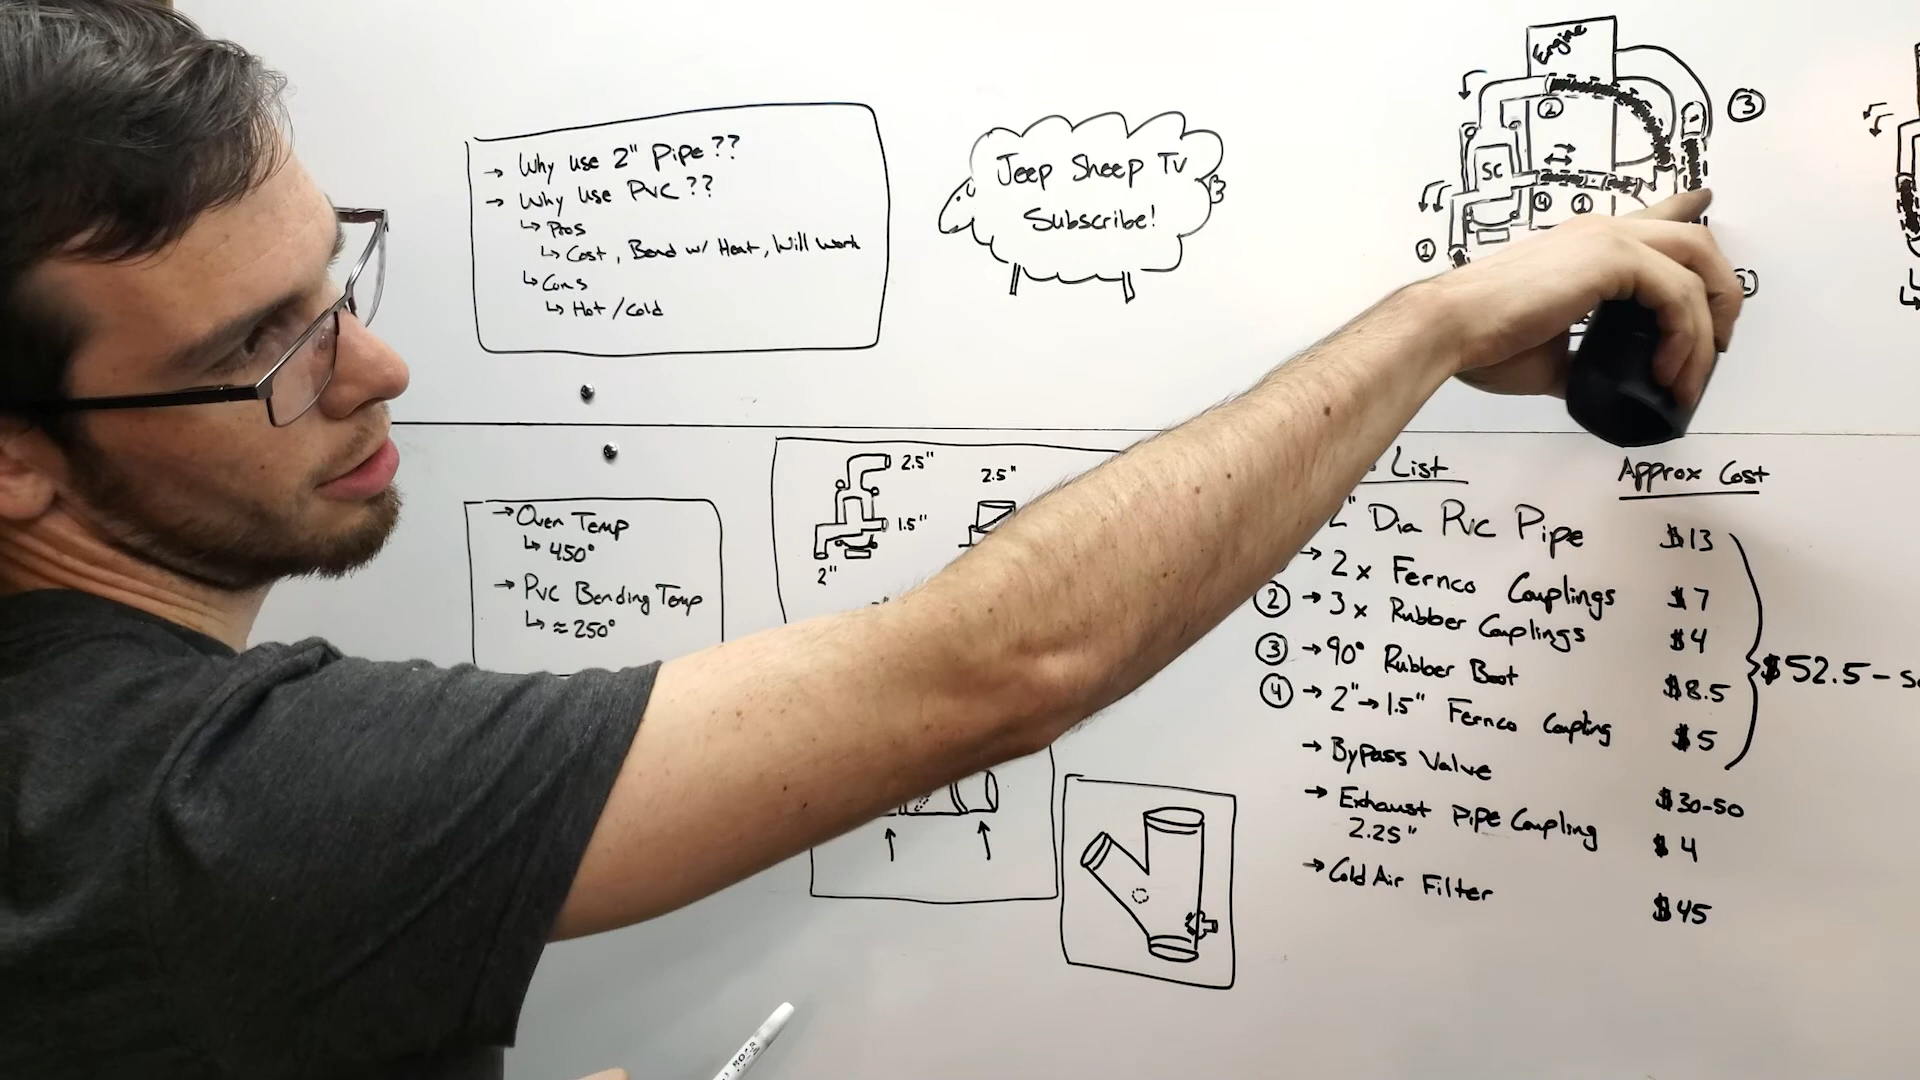 → Why use 2" Pipe??
→ Why use PVC??
↳ Pros
↳ Cost, Bend w/ Heat, Will Work
↳ Cons
↳ Hot/Cold
Jeep Sheep TV
Subscribe!
Engine
SC
②
③
④ ①
①
→ Oven Temp
↳ 450°
→ PVC Bending Temp
↳ ≈250°
2.5"
1.5"
2"
2.5"
List
Approx Cost
2" Dia PVC Pipe $13
→ 2x Fernco Couplings $7
② → 3x Rubber Couplings $4
③ → 90° Rubber Boot $8.5
④ → 2"→1.5" Fernco Coupling $5
$52.5-
→ Bypass Valve $30-50
→ Exhaust Pipe Coupling $4
2.25"
→ Cold Air Filter $45